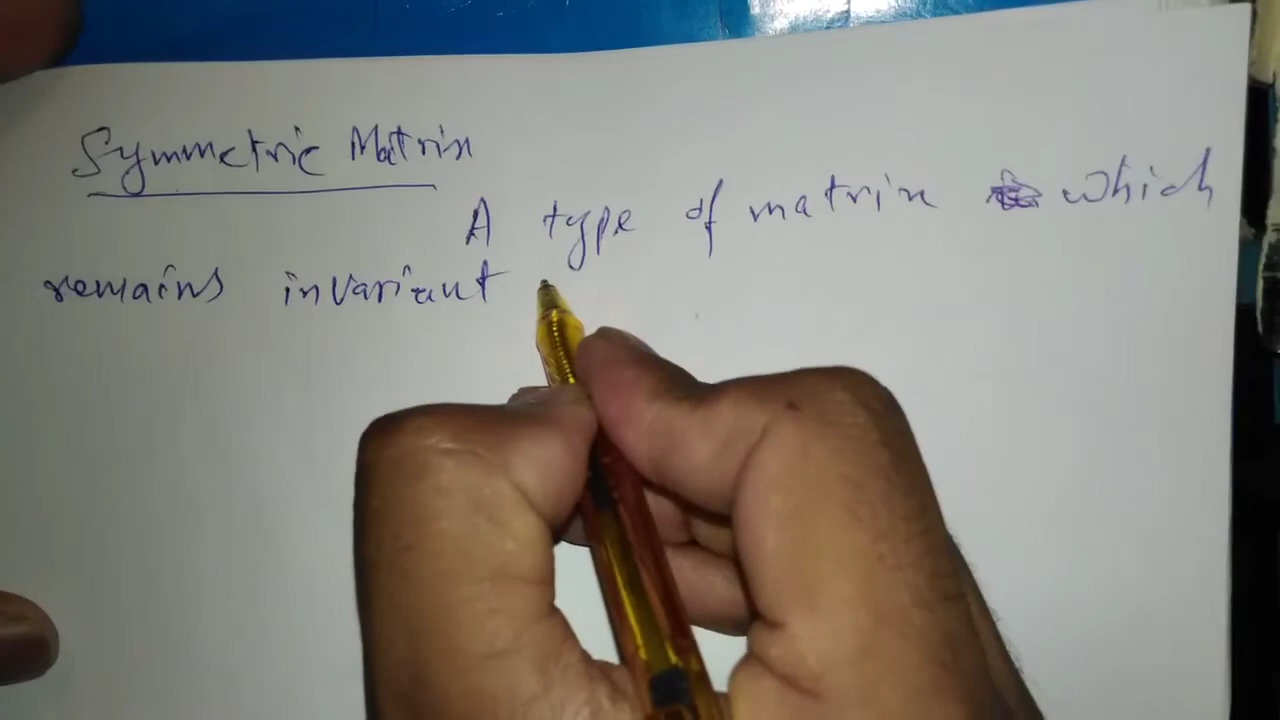 Symmetric Matrix
A type of matrix which
remains invariant